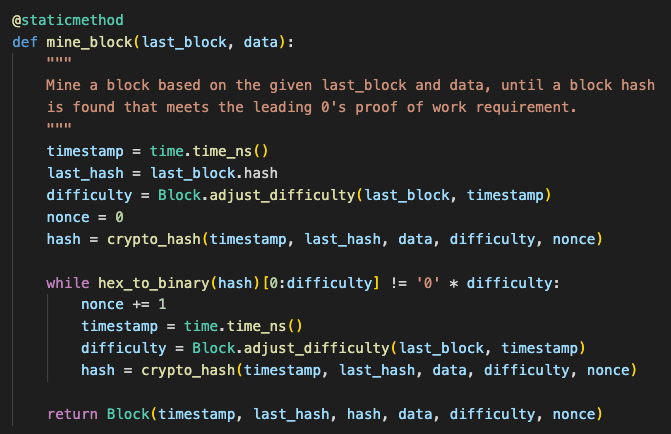 @staticmethod
def mine_block(last_block, data):
    """
    Mine a block based on the given last_block and data, until a block hash
    is found that meets the leading 0's proof of work requirement.
    """
    timestamp = time.time_ns()
    last_hash = last_block.hash
    difficulty = Block.adjust_difficulty(last_block, timestamp)
    nonce = 0
    hash = crypto_hash(timestamp, last_hash, data, difficulty, nonce)

    while hex_to_binary(hash)[0:difficulty] != '0' * difficulty:
        nonce += 1
        timestamp = time.time_ns()
        difficulty = Block.adjust_difficulty(last_block, timestamp)
        hash = crypto_hash(timestamp, last_hash, data, difficulty, nonce)

    return Block(timestamp, last_hash, hash, data, difficulty, nonce)